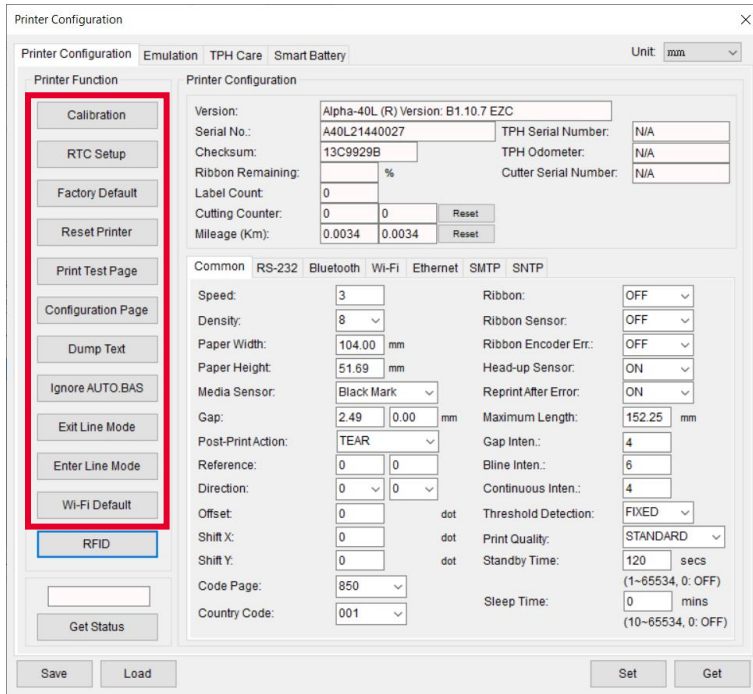 Printer Configuration
Printer Configuration Emulation TPH Care Smart Battery Unit: mm
Printer Function
Calibration
RTC Setup
Factory Default
Reset Printer
Print Test Page
Configuration Page
Dump Text
Ignore AUTO.BAS
Exit Line Mode
Enter Line Mode
Wi-Fi Default
RFID
Get Status
Printer Configuration
Version: Alpha-40L (R) Version: B1.10.7 EZC
Serial No.: A40L21440027 TPH Serial Number: N/A
Checksum: 13C9929B TPH Odometer: N/A
Ribbon Remaining: % Cutter Serial Number: N/A
Label Count: 0
Cutting Counter: 0 0 Reset
Mileage (Km): 0.0034 0.0034 Reset
Common RS-232 Bluetooth Wi-Fi Ethernet SMTP SNTP
Speed: 3 Ribbon: OFF
Density: 8 Ribbon Sensor: OFF
Paper Width: 104.00 mm Ribbon Encoder Err.: OFF
Paper Height: 51.69 mm Head-up Sensor: ON
Media Sensor: Black Mark Reprint After Error: ON
Gap: 2.49 0.00 mm Maximum Length: 152.25 mm
Post-Print Action: TEAR Gap Inten.: 4
Reference: 0 0 Bline Inten.: 6
Direction: 0 0 Continuous Inten.: 4
Offset: 0 dot Threshold Detection: FIXED
Shift X: 0 dot Print Quality: STANDARD
Shift Y: 0 dot Standby Time: 120 secs
(1~65534, 0: OFF)
Code Page: 850 Sleep Time: 0 mins
Country Code: 001 (10~65534, 0: OFF)
Save Load Set Get